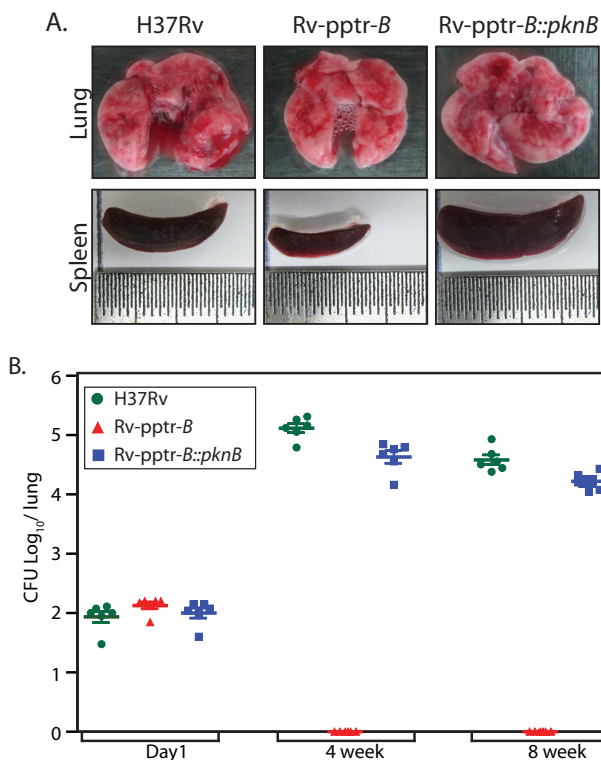 A.
H37Rv Rv-pptr-B Rv-pptr-B::pknB
Lung
Spleen
B.
H37Rv
Rv-pptr-B
Rv-pptr-B::pknB
CFU Log10/ lung
6
5
4
3
2
1
0
Day1 4 week 8 week